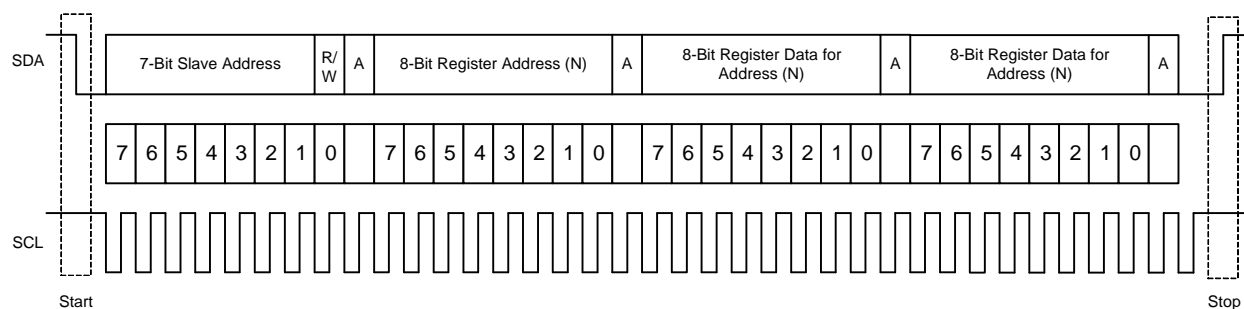 SDA
7-Bit Slave Address
R/
W
A
8-Bit Register Address (N)
A
8-Bit Register Data for
Address (N)
A
8-Bit Register Data for
Address (N)
A
7 6 5 4 3 2 1 0 7 6 5 4 3 2 1 0 7 6 5 4 3 2 1 0 7 6 5 4 3 2 1 0
SCL
Start
Stop